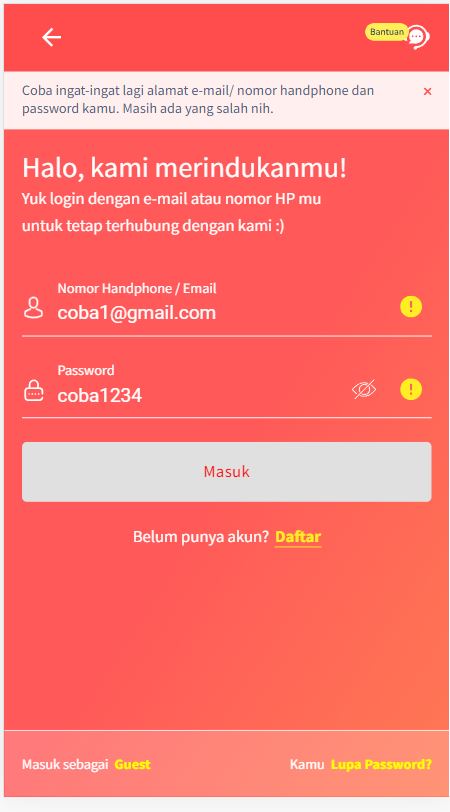 Bantuan
Coba ingat-ingat lagi alamat e-mail/ nomor handphone dan
password kamu. Masih ada yang salah nih.
Halo, kami merindukanmu!
Yuk login dengan e-mail atau nomor HP mu
untuk tetap terhubung dengan kami :)
Nomor Handphone / Email
coba1@gmail.com
Password
coba1234
Masuk
Belum punya akun? Daftar
Masuk sebagai Guest
Kamu Lupa Password?